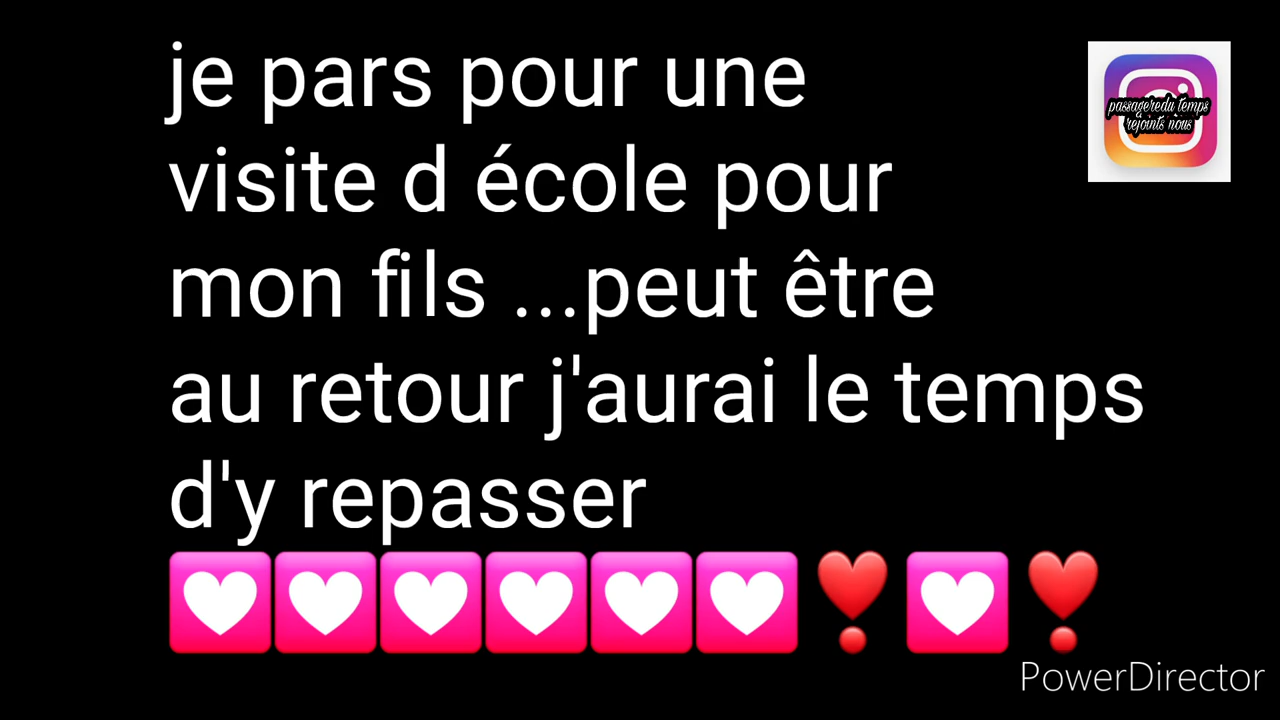 je pars pour une
visite d école pour
mon fils ...peut être
au retour j'aurai le temps
d'y repasser
💟💟💟💟💟💟❣️💟❣️
passageredu temps
rejoints nous
PowerDirector